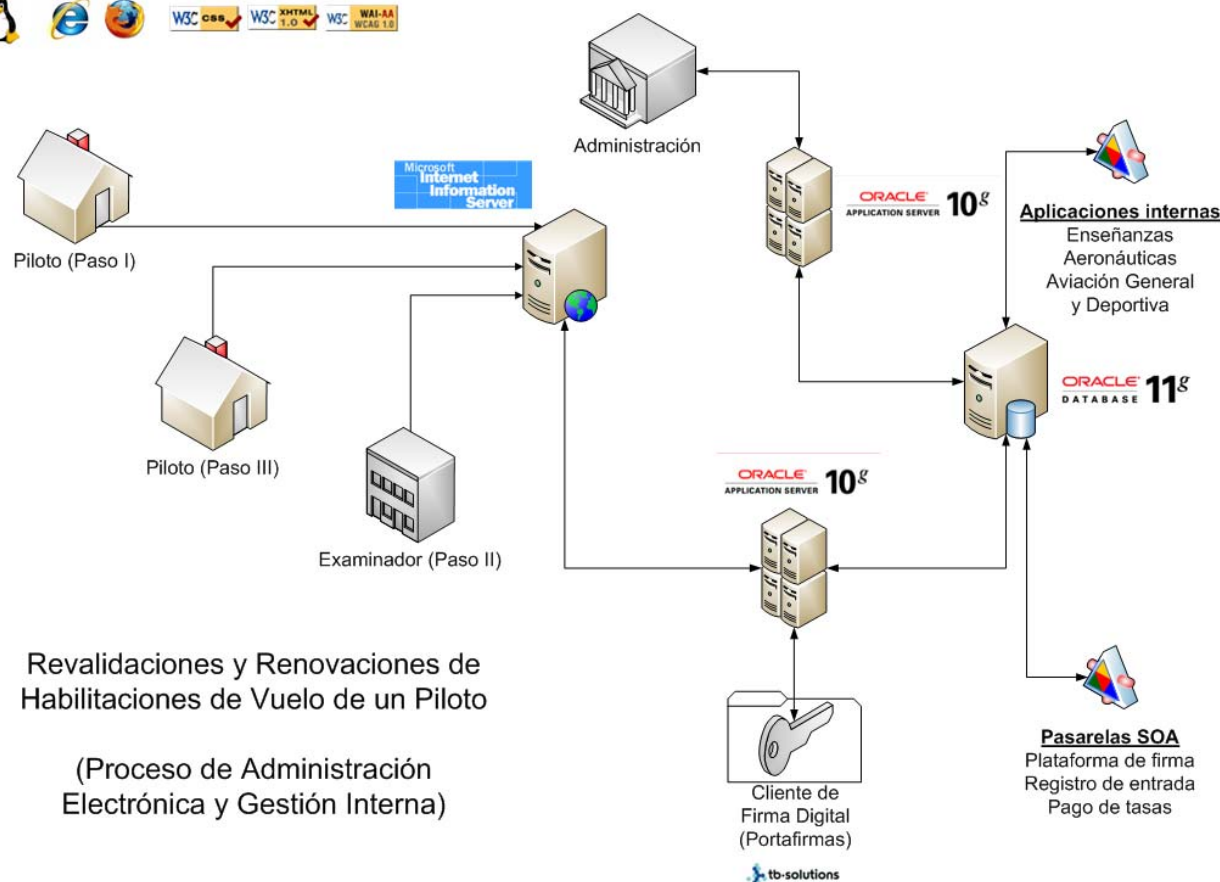 W3C css
W3C XHTML 1.0
W3C WAI-AA WCAG 1.0
Administración
Microsoft
Internet
Information
Server
ORACLE
APPLICATION SERVER 10g
Piloto (Paso I)
Aplicaciones internas
Enseñanzas
Aeronáuticas
Aviación General
y Deportiva
ORACLE
DATABASE 11g
Piloto (Paso III)
ORACLE
APPLICATION SERVER 10g
Examinador (Paso II)
Revalidaciones y Renovaciones de
Habilitaciones de Vuelo de un Piloto
(Proceso de Administración
Electrónica y Gestión Interna)
Pasarelas SOA
Plataforma de firma
Registro de entrada
Pago de tasas
Cliente de
Firma Digital
(Portafirmas)
tb-solutions